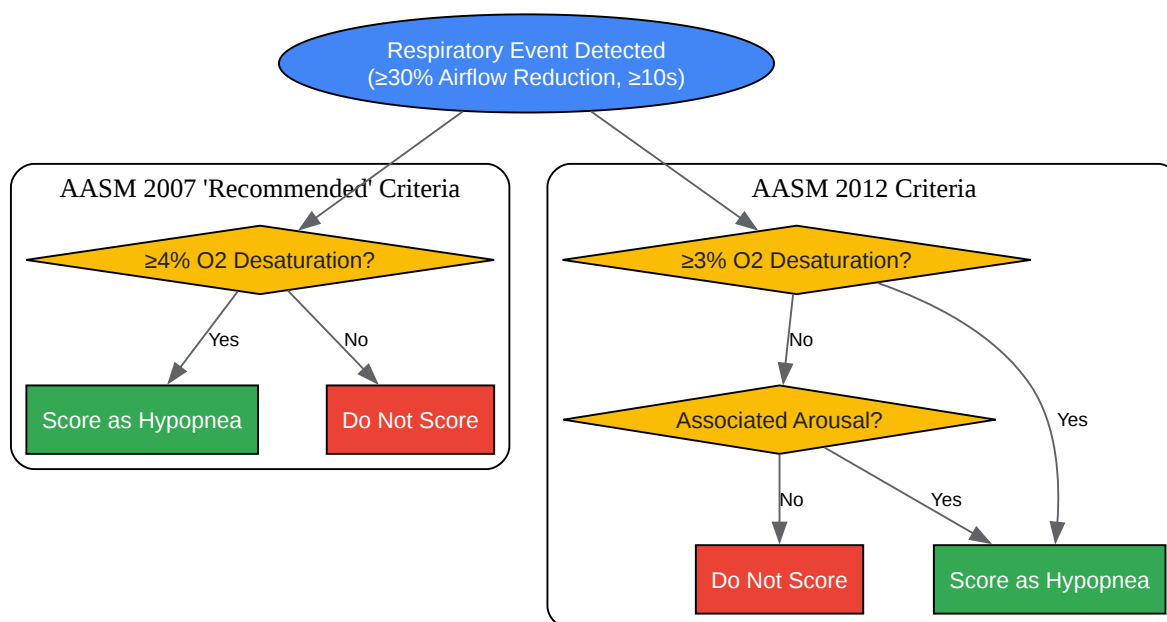 Respiratory Event Detected
(≥30% Airflow Reduction, ≥10s)
AASM 2007 'Recommended' Criteria
≥4% O2 Desaturation?
Yes
No
Score as Hypopnea
Do Not Score
AASM 2012 Criteria
≥3% O2 Desaturation?
No
Yes
Associated Arousal?
No
Yes
Do Not Score
Score as Hypopnea